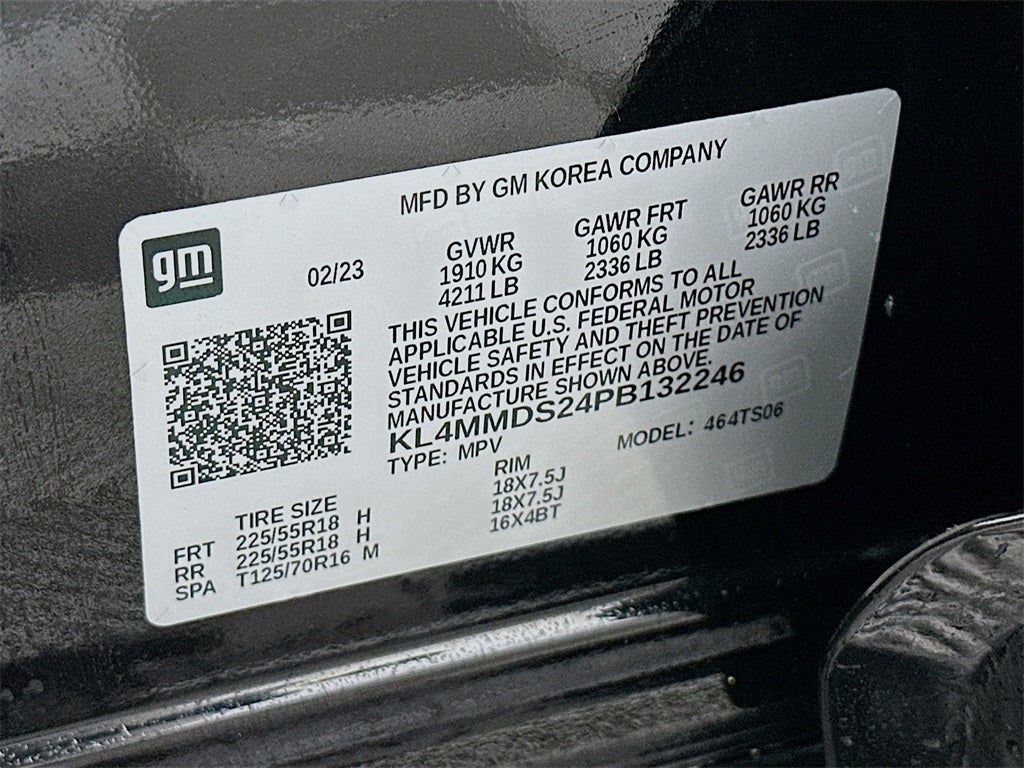 MFD BY GM KOREA COMPANY
gm
02/23
GVWR GAWR FRT GAWR RR
1910 KG 1060 KG 1060 KG
4211 LB 2336 LB 2336 LB
THIS VEHICLE CONFORMS TO ALL
APPLICABLE U.S. FEDERAL MOTOR
VEHICLE SAFETY AND THEFT PREVENTION
STANDARDS IN EFFECT ON THE DATE OF
MANUFACTURE SHOWN ABOVE.
KL4MMDS24PB132246
TYPE: MPV MODEL: 464TS06
TIRE SIZE RIM
FRT 225/55R18 H 18X7.5J
RR 225/55R18 H 18X7.5J
SPA T125/70R16 M 16X4BT